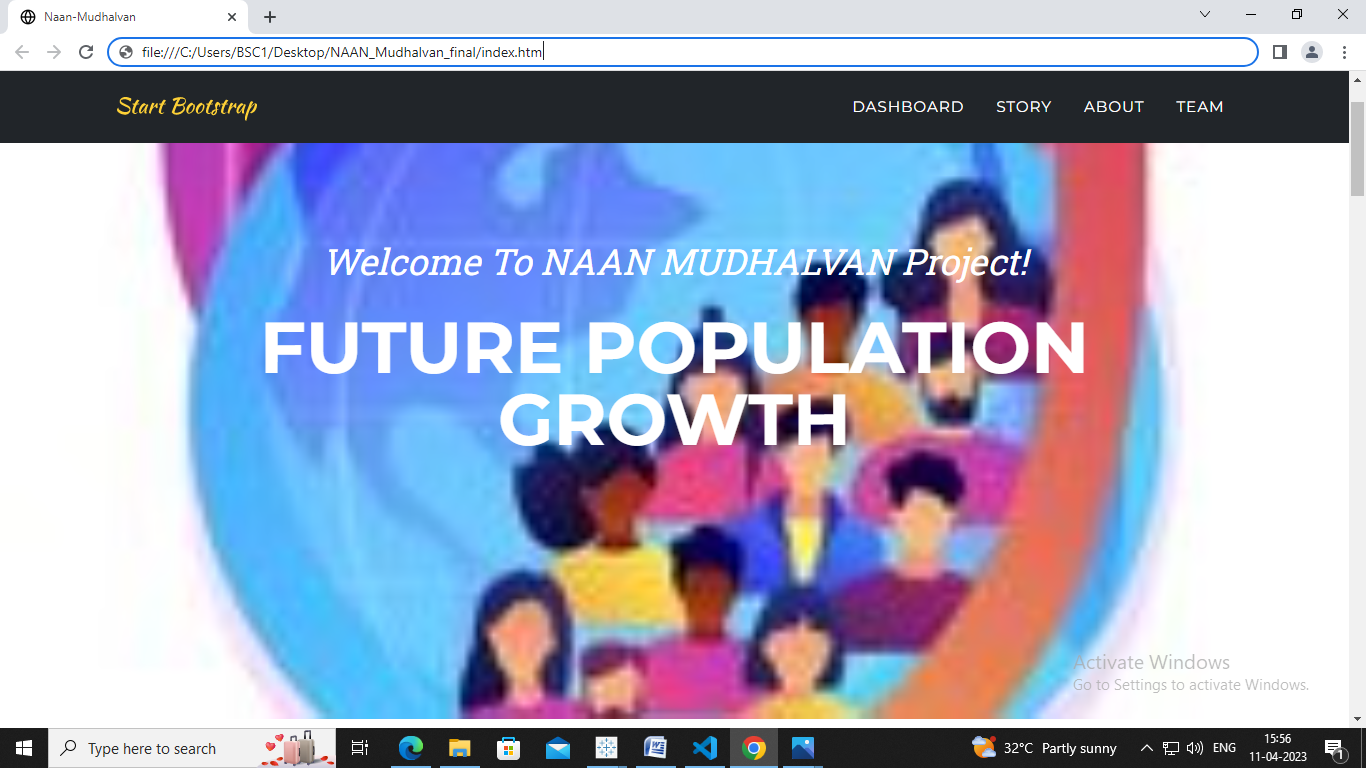 Naan-Mudhalvan
file:///C:/Users/BSC1/Desktop/NAAN_Mudhalvan_final/index.htm
Start Bootstrap
DASHBOARD STORY ABOUT TEAM
Welcome To NAAN MUDHALVAN Project!
FUTURE POPULATION
GROWTH
Activate Windows
Go to Settings to activate Windows.
Type here to search
32°C Partly sunny
ENG
15:56
11-04-2023
1